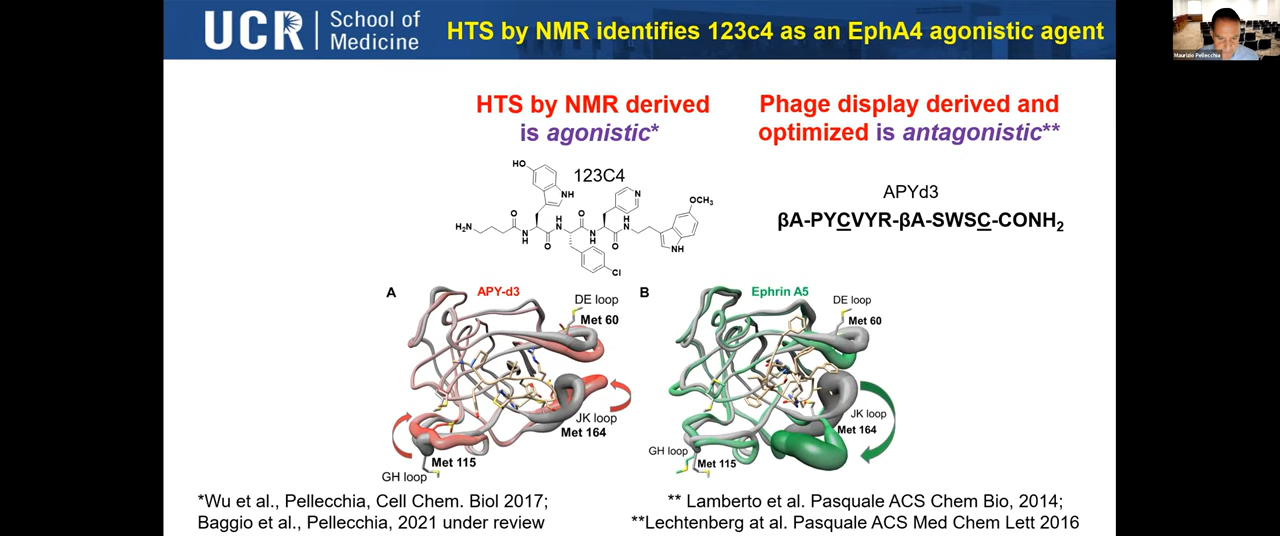 UCR School of
Medicine
HTS by NMR identifies 123c4 as an EphA4 agonistic agent
Maurizio Pellecchia
HTS by NMR derived
is agonistic*
Phage display derived and
optimized is antagonistic**
123C4
HO
NH
N
OCH3
O
H
N
O
H
N
H2N
N
H
O
N
H
O
NH
Cl
APYd3
βA-PYCVYR-βA-SWSC-CONH2
A
APY-d3
DE loop
Met 60
JK loop
Met 164
Met 115
GH loop
B
Ephrin A5
DE loop
Met 60
JK loop
Met 164
GH loop
Met 115
*Wu et al., Pellecchia, Cell Chem. Biol 2017;
Baggio et al., Pellecchia, 2021 under review
** Lamberto et al. Pasquale ACS Chem Bio, 2014;
**Lechtenberg at al. Pasquale ACS Med Chem Lett 2016